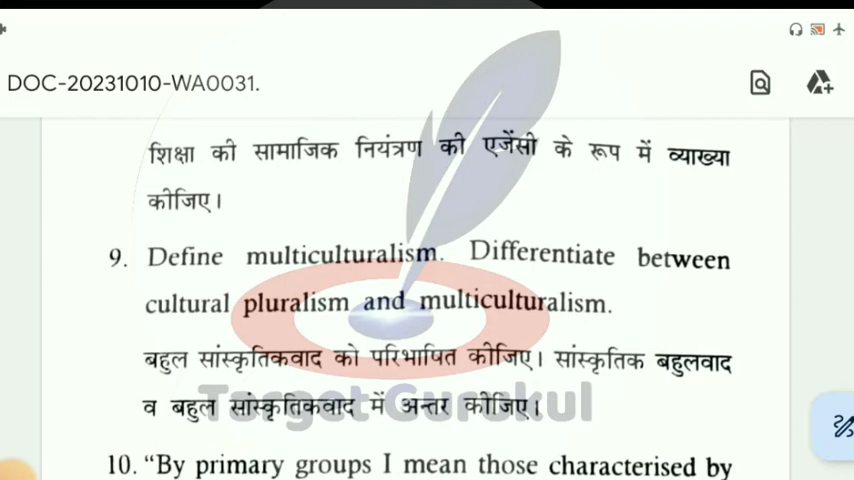 DOC-20231010-WA0031.
शिक्षा की सामाजिक नियंत्रण की एजेंसी के रूप में व्याख्या
कीजिए।
9. Define multiculturalism. Differentiate between
cultural pluralism and multiculturalism.
बहुल सांस्कृतिकवाद को परिभाषित कीजिए। सांस्कृतिक बहुलवाद
व बहुल सांस्कृतिकवाद में अन्तर कीजिए।
Target Gurukul
10. “By primary groups I mean those characterised by